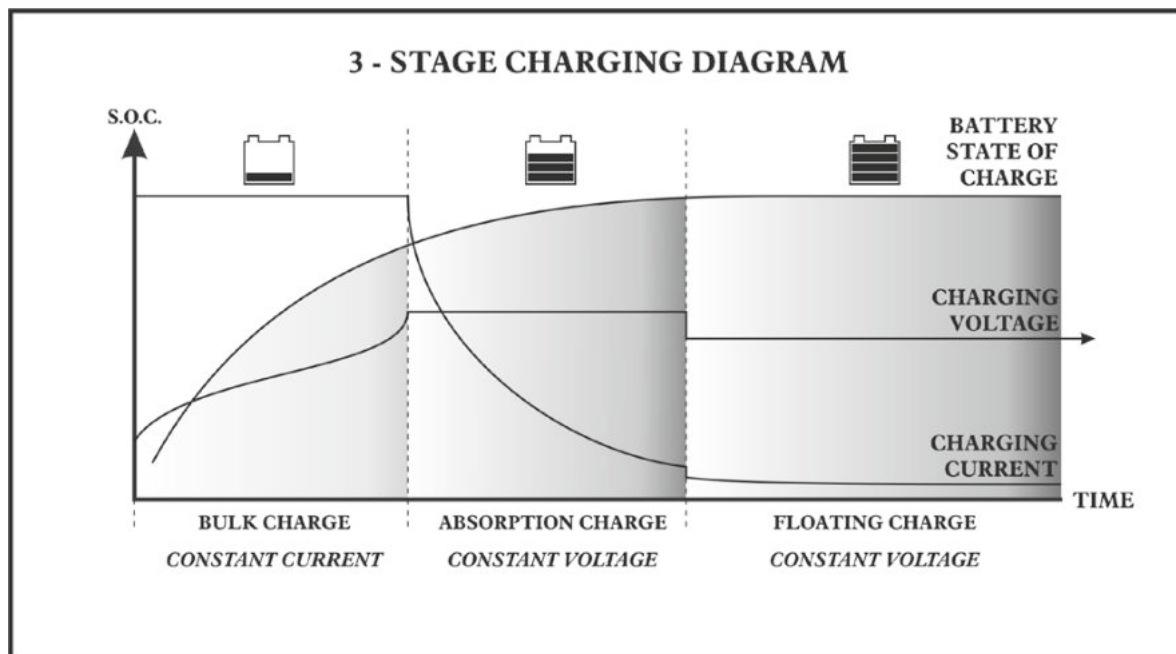 3 - STAGE CHARGING DIAGRAM
S.O.C.
BATTERY
STATE OF
CHARGE
CHARGING
VOLTAGE
CHARGING
CURRENT
TIME
BULK CHARGE
ABSORPTION CHARGE
FLOATING CHARGE
CONSTANT CURRENT
CONSTANT VOLTAGE
CONSTANT VOLTAGE